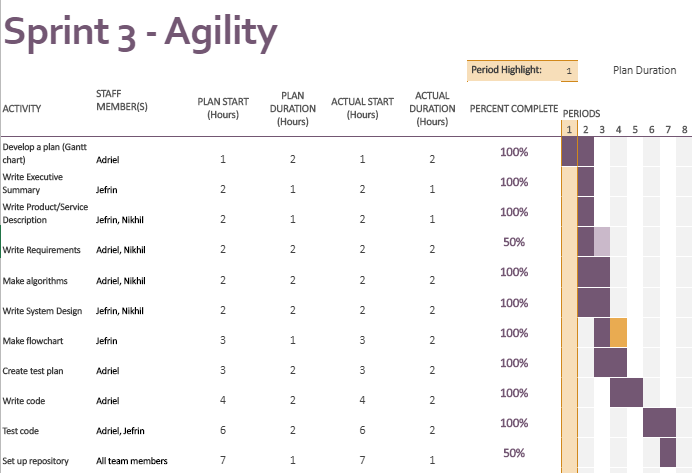 Sprint 3 - Agility
Period Highlight: 1 Plan Duration
ACTIVITY STAFF MEMBER(S) PLAN START (Hours) PLAN DURATION (Hours) ACTUAL START (Hours) ACTUAL DURATION (Hours) PERCENT COMPLETE PERIODS
1 2 3 4 5 6 7 8
Develop a plan (Gantt chart) Adriel 1 2 1 2 100%
Write Executive Summary Jefrin 2 1 2 1 100%
Write Product/Service Description Jefrin, Nikhil 2 1 2 1 100%
Write Requirements Adriel, Nikhil 2 2 2 2 50%
Make algorithms Adriel, Nikhil 2 2 2 2 100%
Write System Design Jefrin, Nikhil 2 2 2 2 100%
Make flowchart Jefrin 3 1 3 2 100%
Create test plan Adriel 3 2 3 2 100%
Write code Adriel 4 2 4 2 100%
Test code Adriel, Jefrin 6 2 6 2 100%
Set up repository All team members 7 1 7 1 50%